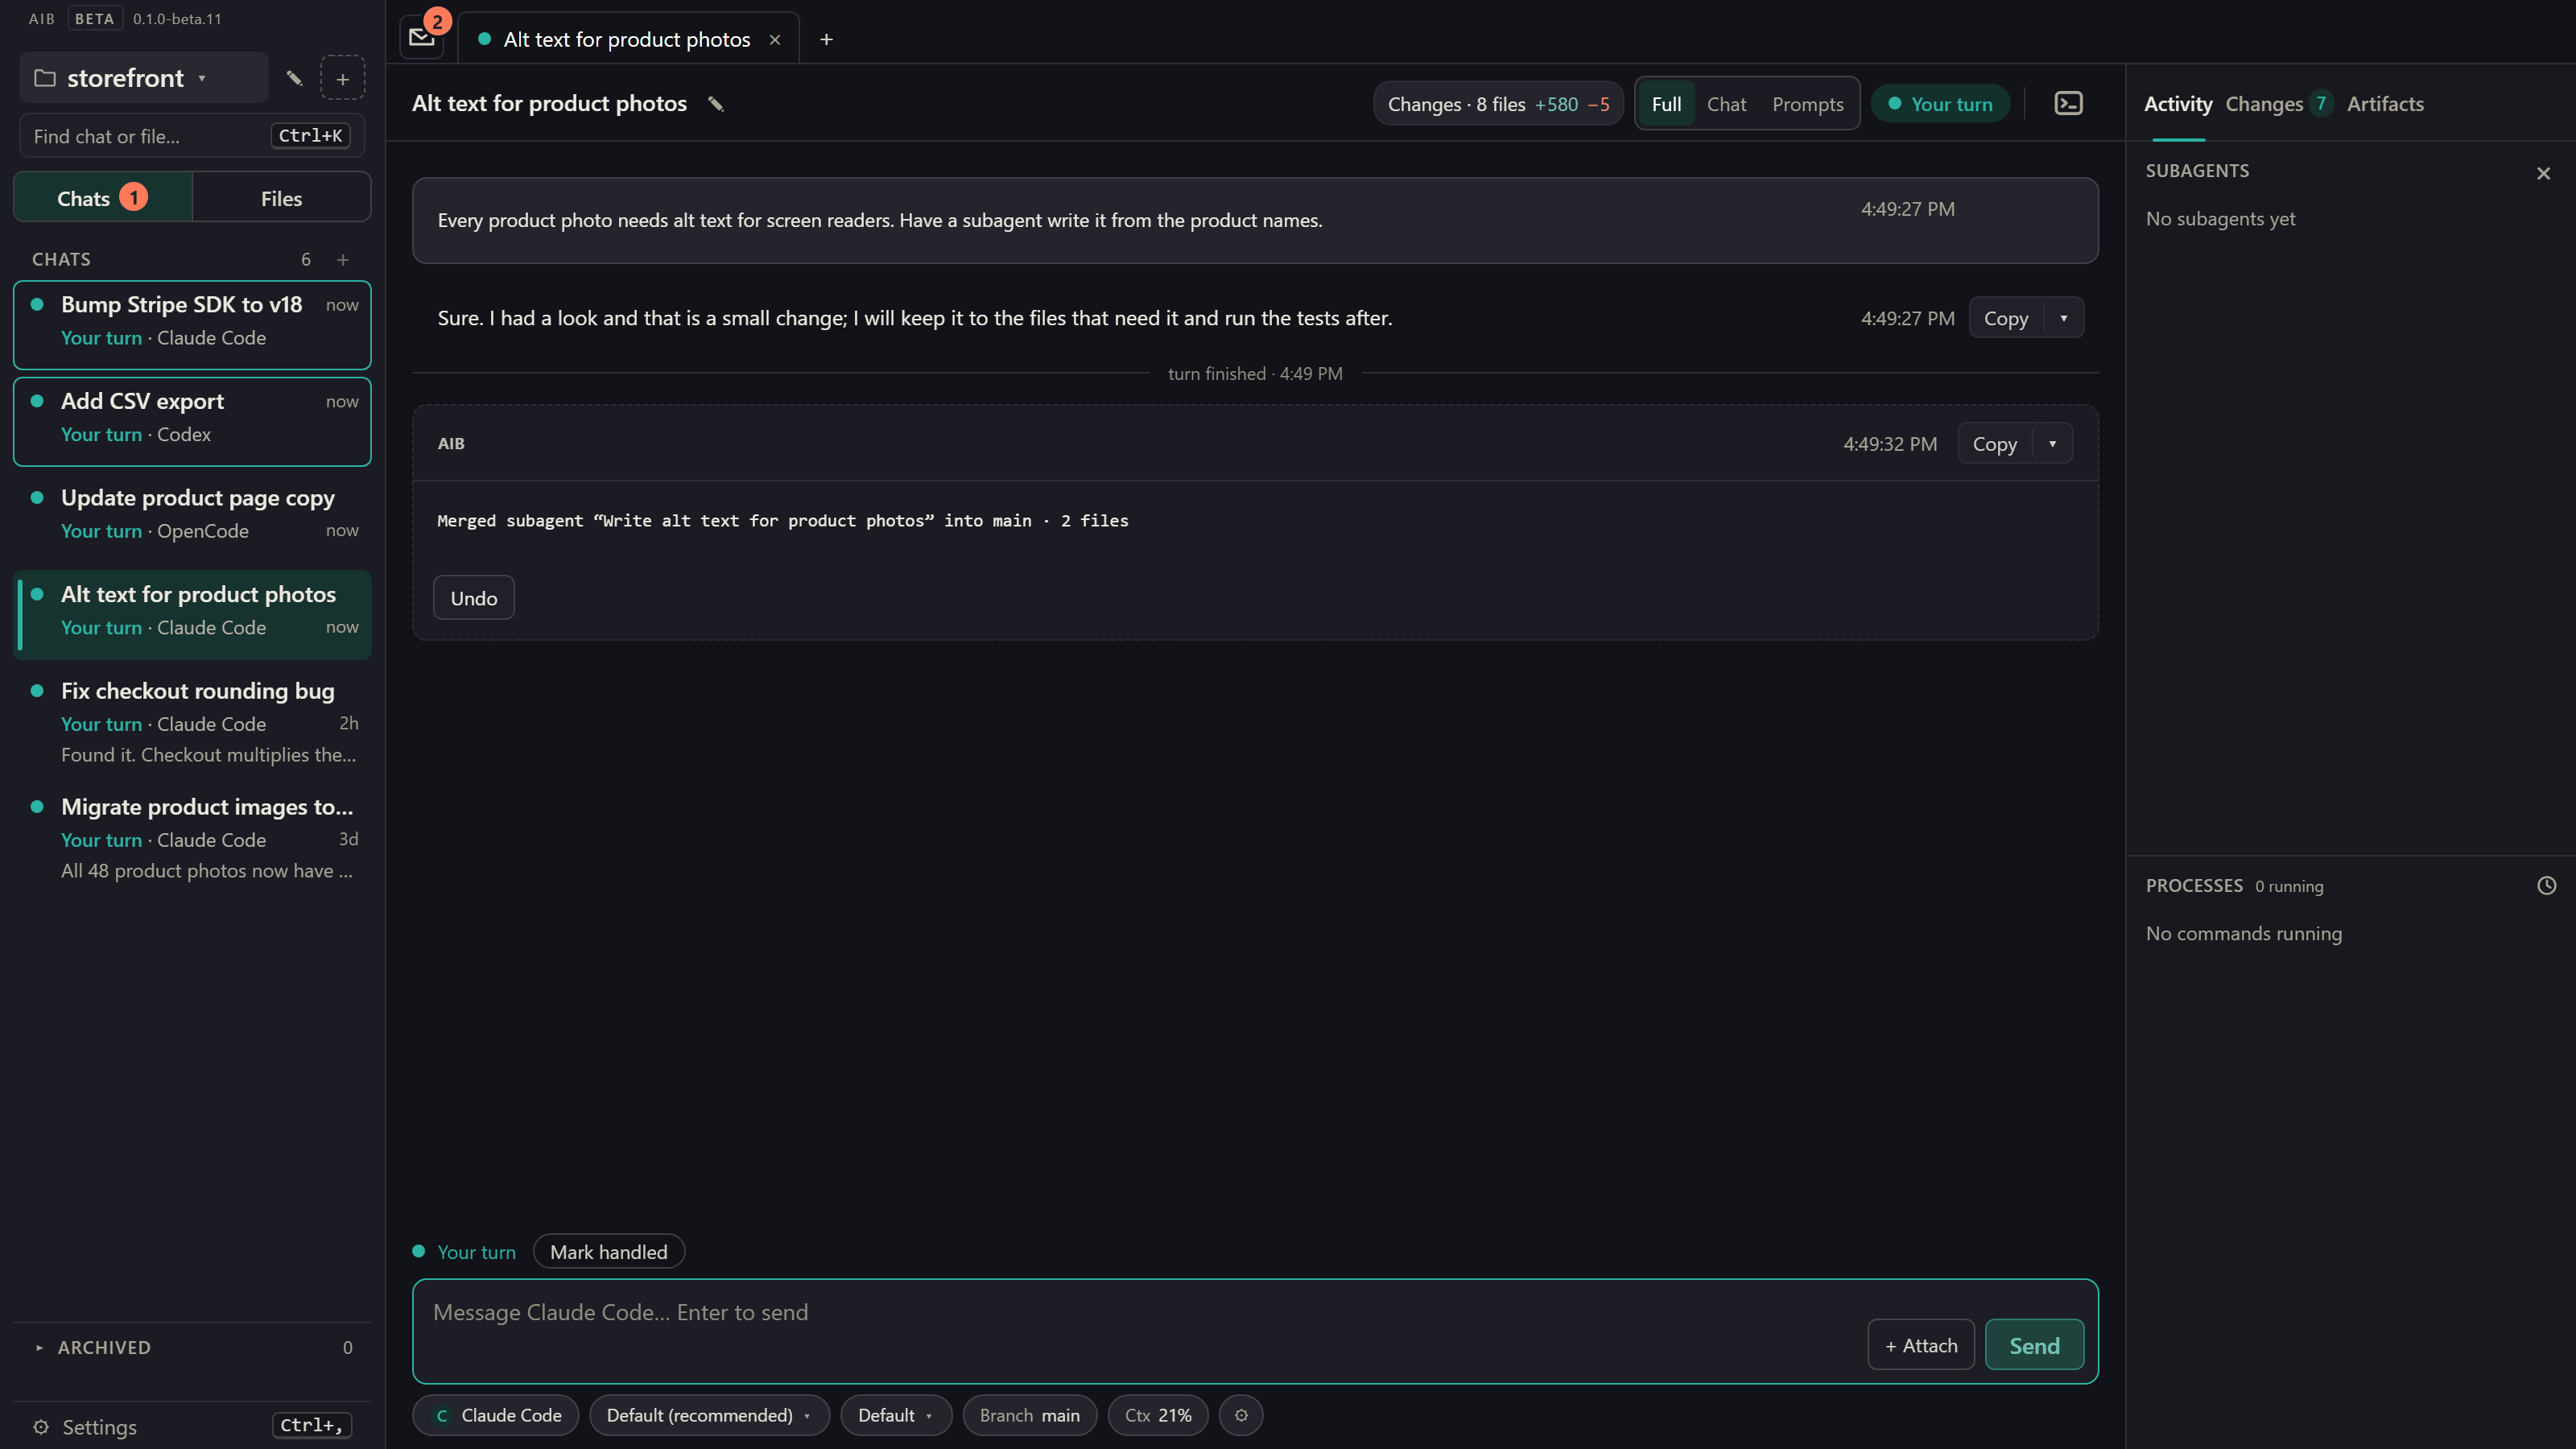 AIB BETA 0.1.0-beta.11
storefront
Find chat or file... Ctrl+K
Chats 1 Files
CHATS 6 +
Bump Stripe SDK to v18 now
Your turn · Claude Code
Add CSV export now
Your turn · Codex
Update product page copy
Your turn · OpenCode now
Alt text for product photos
Your turn · Claude Code now
Fix checkout rounding bug
Your turn · Claude Code 2h
Found it. Checkout multiplies the...
Migrate product images to...
Your turn · Claude Code 3d
All 48 product photos now have ...
ARCHIVED 0
Settings Ctrl+,
2 Alt text for product photos × +
Alt text for product photos
Changes · 8 files +580 −5 Full Chat Prompts Your turn
Every product photo needs alt text for screen readers. Have a subagent write it from the product names. 4:49:27 PM
Sure. I had a look and that is a small change; I will keep it to the files that need it and run the tests after. 4:49:27 PM Copy
turn finished · 4:49 PM
AIB 4:49:32 PM Copy
Merged subagent “Write alt text for product photos” into main · 2 files
Undo
Your turn Mark handled
Message Claude Code... Enter to send
+ Attach Send
C Claude Code Default (recommended) Default Branch main Ctx 21%
Activity Changes 7 Artifacts
SUBAGENTS ×
No subagents yet
PROCESSES 0 running
No commands running